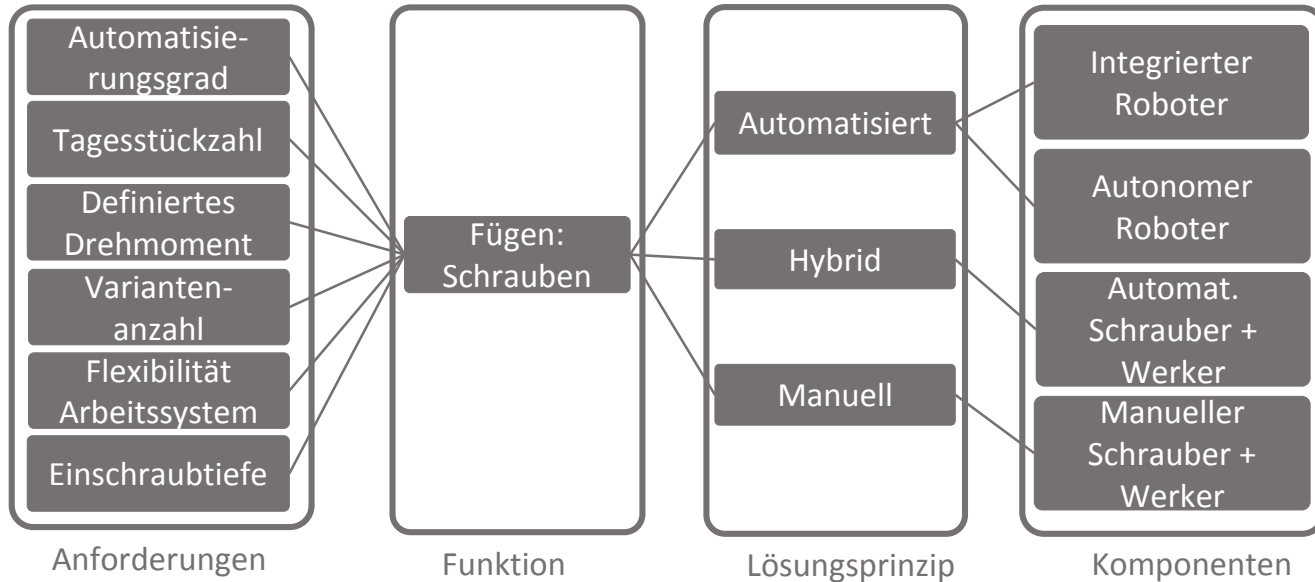 Automatisie-
rungsgrad
Tagesstückzahl
Definiertes
Drehmoment
Varianten-
anzahl
Flexibilität
Arbeitssystem
Einschraubtiefe
Anforderungen
Fügen:
Schrauben
Funktion
Automatisiert
Hybrid
Manuell
Lösungsprinzip
Integrierter
Roboter
Autonomer
Roboter
Automat.
Schrauber +
Werker
Manueller
Schrauber +
Werker
Komponenten